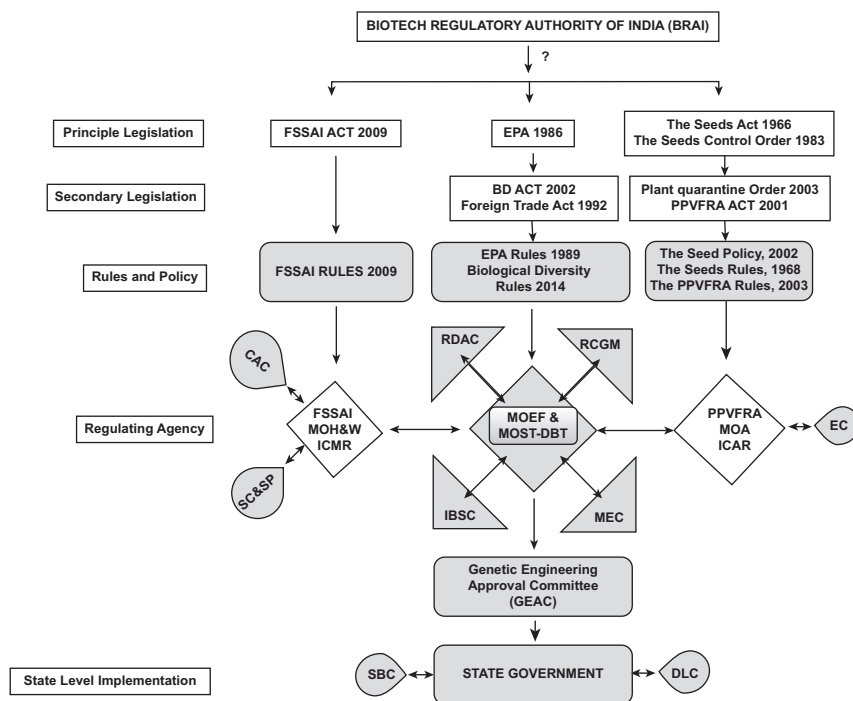 BIOTECH REGULATORY AUTHORITY OF INDIA (BRAI)
?
Principle Legislation
FSSAI ACT 2009
EPA 1986
The Seeds Act 1966
The Seeds Control Order 1983
Secondary Legislation
BD ACT 2002
Foreign Trade Act 1992
Plant quarantine Order 2003
PPVFRA ACT 2001
Rules and Policy
FSSAI RULES 2009
EPA Rules 1989
Biological Diversity
Rules 2014
The Seed Policy, 2002
The Seeds Rules, 1968
The PPVFRA Rules, 2003
RDAC
RCGM
CAC
Regulating Agency
FSSAI
MOH&W
ICMR
MOEF &
MOST-DBT
PPVFRA
MOA
ICAR
EC
SC&SP
IBSC
MEC
Genetic Engineering
Approval Committee
(GEAC)
State Level Implementation
SBC
STATE GOVERNMENT
DLC